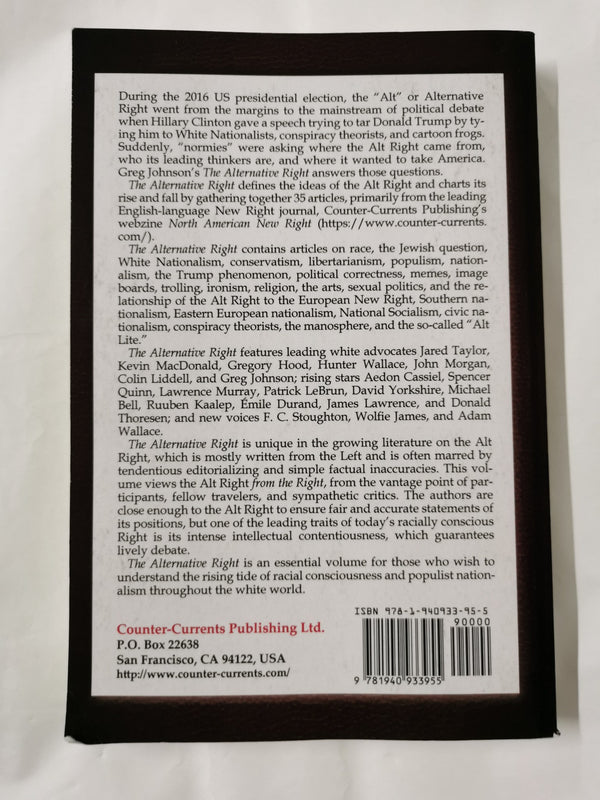 During the 2016 US presidential election, the "Alt" or Alternative
Right went from the margins to the mainstream of political debate
when Hillary Clinton gave a speech trying to tar Donald Trump by ty-
ing him to White Nationalists, conspiracy theorists, and cartoon frogs.
Suddenly, "normies" were asking where the Alt Right came from,
who its leading thinkers are, and where it wanted to take America.
Greg Johnson's The Alternative Right answers those questions.
The Alternative Right defines the ideas of the Alt Right and charts its
rise and fall by gathering together 35 articles, primarily from the leading
English-language New Right journal, Counter-Currents Publishing's
webzine North American New Right (https://www.counter-currents.
com/).
The Alternative Right contains articles on race, the Jewish question,
White Nationalism, conservatism, libertarianism, populism, nation-
alism, the Trump phenomenon, political correctness, memes, image
boards, trolling, ironism, religion, the arts, sexual politics, and the re-
lationship of the Alt Right to the European New Right, Southern na-
tionalism, Eastern European nationalism, National Socialism, civic na-
tionalism, conspiracy theorists, the manosphere, and the so-called "Alt
Lite."
The Alternative Right features leading white advocates Jared Taylor,
Kevin MacDonald, Gregory Hood, Hunter Wallace, John Morgan,
Colin Liddell, and Greg Johnson; rising stars Aedon Cassiel, Spencer
Quinn, Lawrence Murray, Patrick LeBrun, David Yorkshire, Michael
Bell, Ruuben Kaalep, Émile Durand, James Lawrence, and Donald
Thoresen; and new voices F. C. Stoughton, Wolfie James, and Adam
Wallace.
The Alternative Right is unique in the growing literature on the Alt
Right, which is mostly written from the Left and is often marred by
tendentious editorializing and simple factual inaccuracies. This vol-
ume views the Alt Right from the Right, from the vantage point of par-
ticipants, fellow travelers, and sympathetic critics. The authors are
close enough to the Alt Right to ensure fair and accurate statements of
its positions, but one of the leading traits of today's racially conscious
Right is its intense intellectual contentiousness, which guarantees
lively debate.
The Alternative Right is an essential volume for those who wish to
understand the rising tide of racial consciousness and populist nation-
alism throughout the white world.
ISBN 978-1-940933-95-5
90000
Counter-Currents Publishing Ltd.
P.O. Box 22638
San Francisco, CA 94122, USA
http://www.counter-currents.com/
9 781940 933955